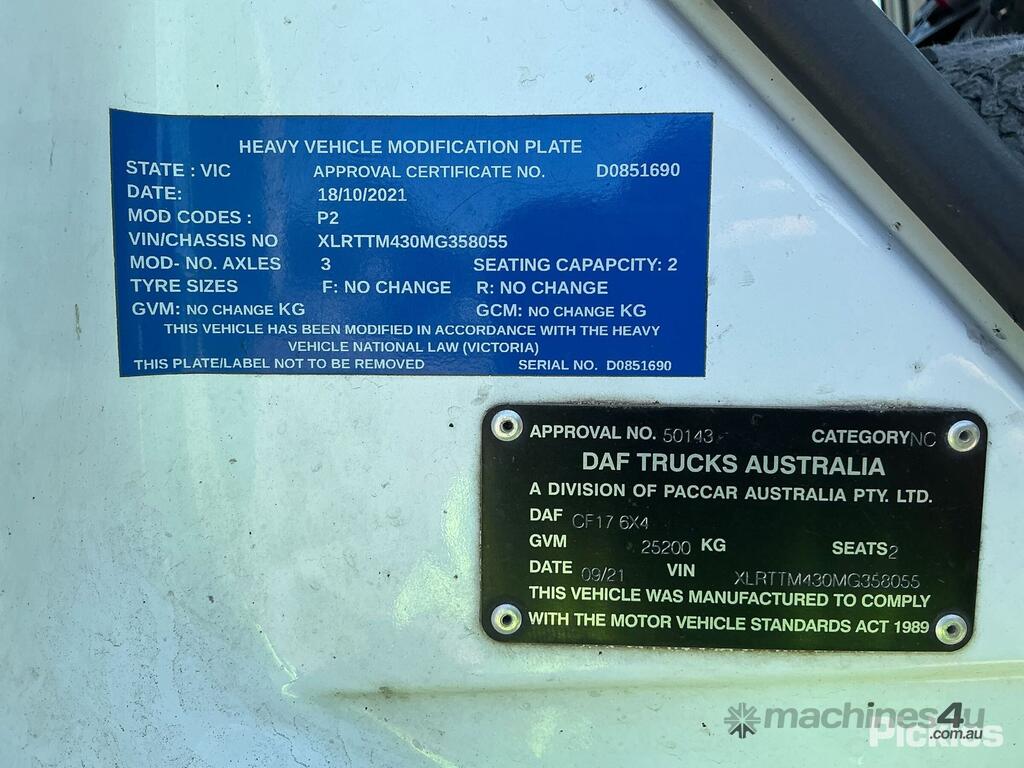 HEAVY VEHICLE MODIFICATION PLATE
STATE : VIC APPROVAL CERTIFICATE NO. D0851690
DATE: 18/10/2021
MOD CODES : P2
VIN/CHASSIS NO XLRTTM430MG358055
MOD- NO. AXLES 3 SEATING CAPAPCITY: 2
TYRE SIZES F: NO CHANGE R: NO CHANGE
GVM: NO CHANGE KG GCM: NO CHANGE KG
THIS VEHICLE HAS BEEN MODIFIED IN ACCORDANCE WITH THE HEAVY
VEHICLE NATIONAL LAW (VICTORIA)
THIS PLATE/LABEL NOT TO BE REMOVED SERIAL NO. D0851690
APPROVAL NO. 50143 CATEGORY NC
DAF TRUCKS AUSTRALIA
A DIVISION OF PACCAR AUSTRALIA PTY. LTD.
DAF CF17 6X4
GVM 25200 KG SEATS 2
DATE 09/21 VIN XLRTTM430MG358055
THIS VEHICLE WAS MANUFACTURED TO COMPLY
WITH THE MOTOR VEHICLE STANDARDS ACT 1989
machines4u
.com.au
Pickles